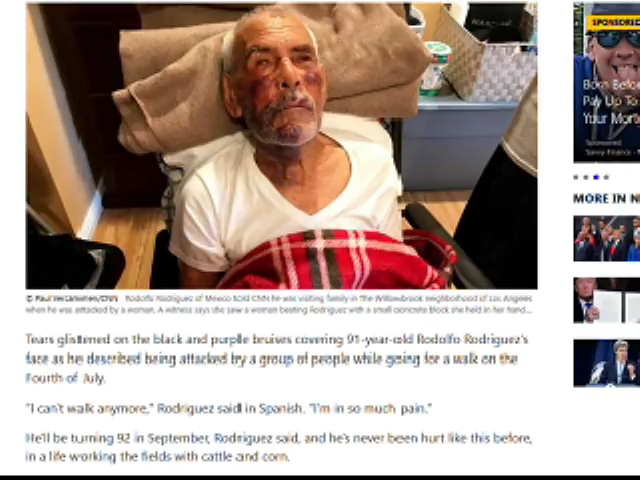 SPONSORED
Born Before
Pay Up To
Your Mort
Sponsored
MORE IN N
© Paul Vercammen/CNN Rodolfo Rodriguez of Mexico told CNN he was visiting family in the Willowbrook neighborhood of Los Angeles
when he was attacked by a woman. A witness says she saw a woman beating Rodriguez with a small concrete block she held in her hand...
Tears glistened on the black and purple bruises covering 91-year-old Rodolfo Rodriguez's
face as he described being attacked by a group of people while going for a walk on the
Fourth of July.
"I can't walk anymore," Rodriguez said in Spanish. "I'm in so much pain."
He'll be turning 92 in September, Rodriguez said, and he's never been hurt like this before,
in a life working the fields with cattle and corn.